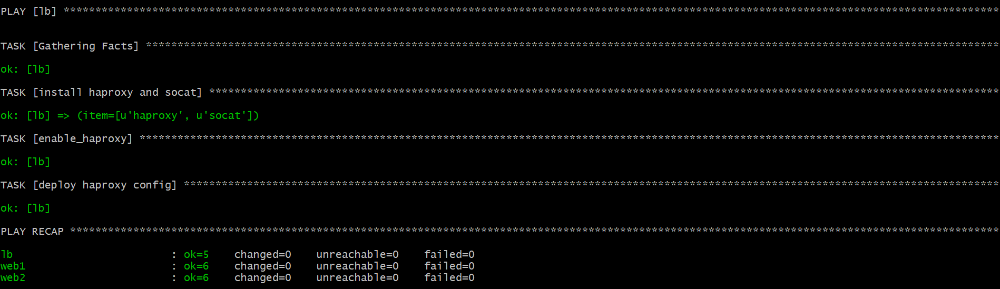 PLAY [lb] ****************************************************************************************************************************************************
TASK [Gathering Facts] ***************************************************************************************************************************************
ok: [lb]
TASK [install haproxy and socat] *****************************************************************************************************************************
ok: [lb] => (item=[u'haproxy', u'socat'])
TASK [enable_haproxy] ****************************************************************************************************************************************
ok: [lb]
TASK [deploy haproxy config] *********************************************************************************************************************************
ok: [lb]
PLAY RECAP ***************************************************************************************************************************************************
lb                         : ok=5    changed=0    unreachable=0    failed=0
web1                       : ok=6    changed=0    unreachable=0    failed=0
web2                       : ok=6    changed=0    unreachable=0    failed=0